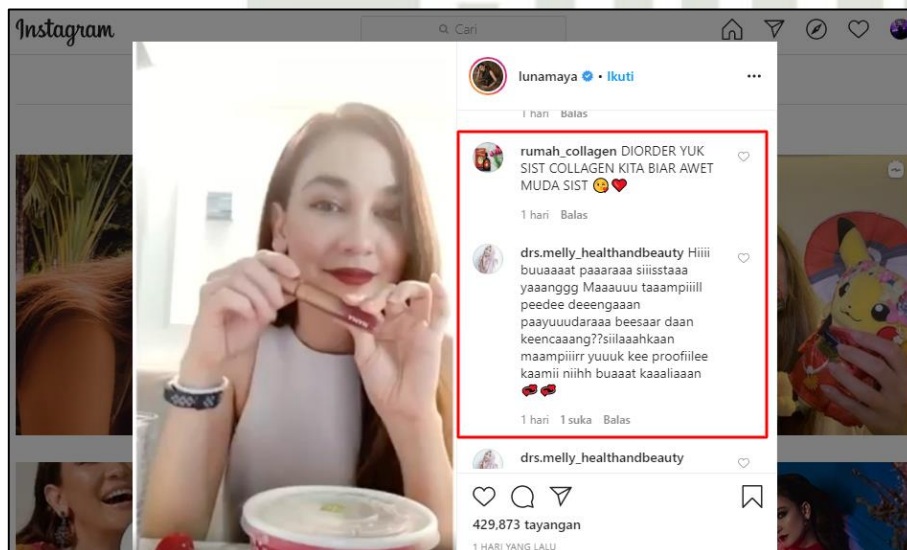 Instagram
Cari
lunamaya • Ikuti
1 hari Balas
rumah_collagen DIORDER YUK
SIST COLLAGEN KITA BIAR AWET
MUDA SIST
1 hari Balas
drs.melly_healthandbeauty Hiiii
buuaaaat paaaraaa siiisstaaa
yaaanggg Maaauuu taaampiiill
peedee deeengaaan
paayuuudaraaa beesaar daan
keencaaang??siilaaahkaan
maampiiirr yuuuk kee proofiilee
kaamii niihh buaaat kaaaliaaan
1 hari 1 suka Balas
drs.melly_healthandbeauty
429,873 tayangan
1 HARI YANG LALU